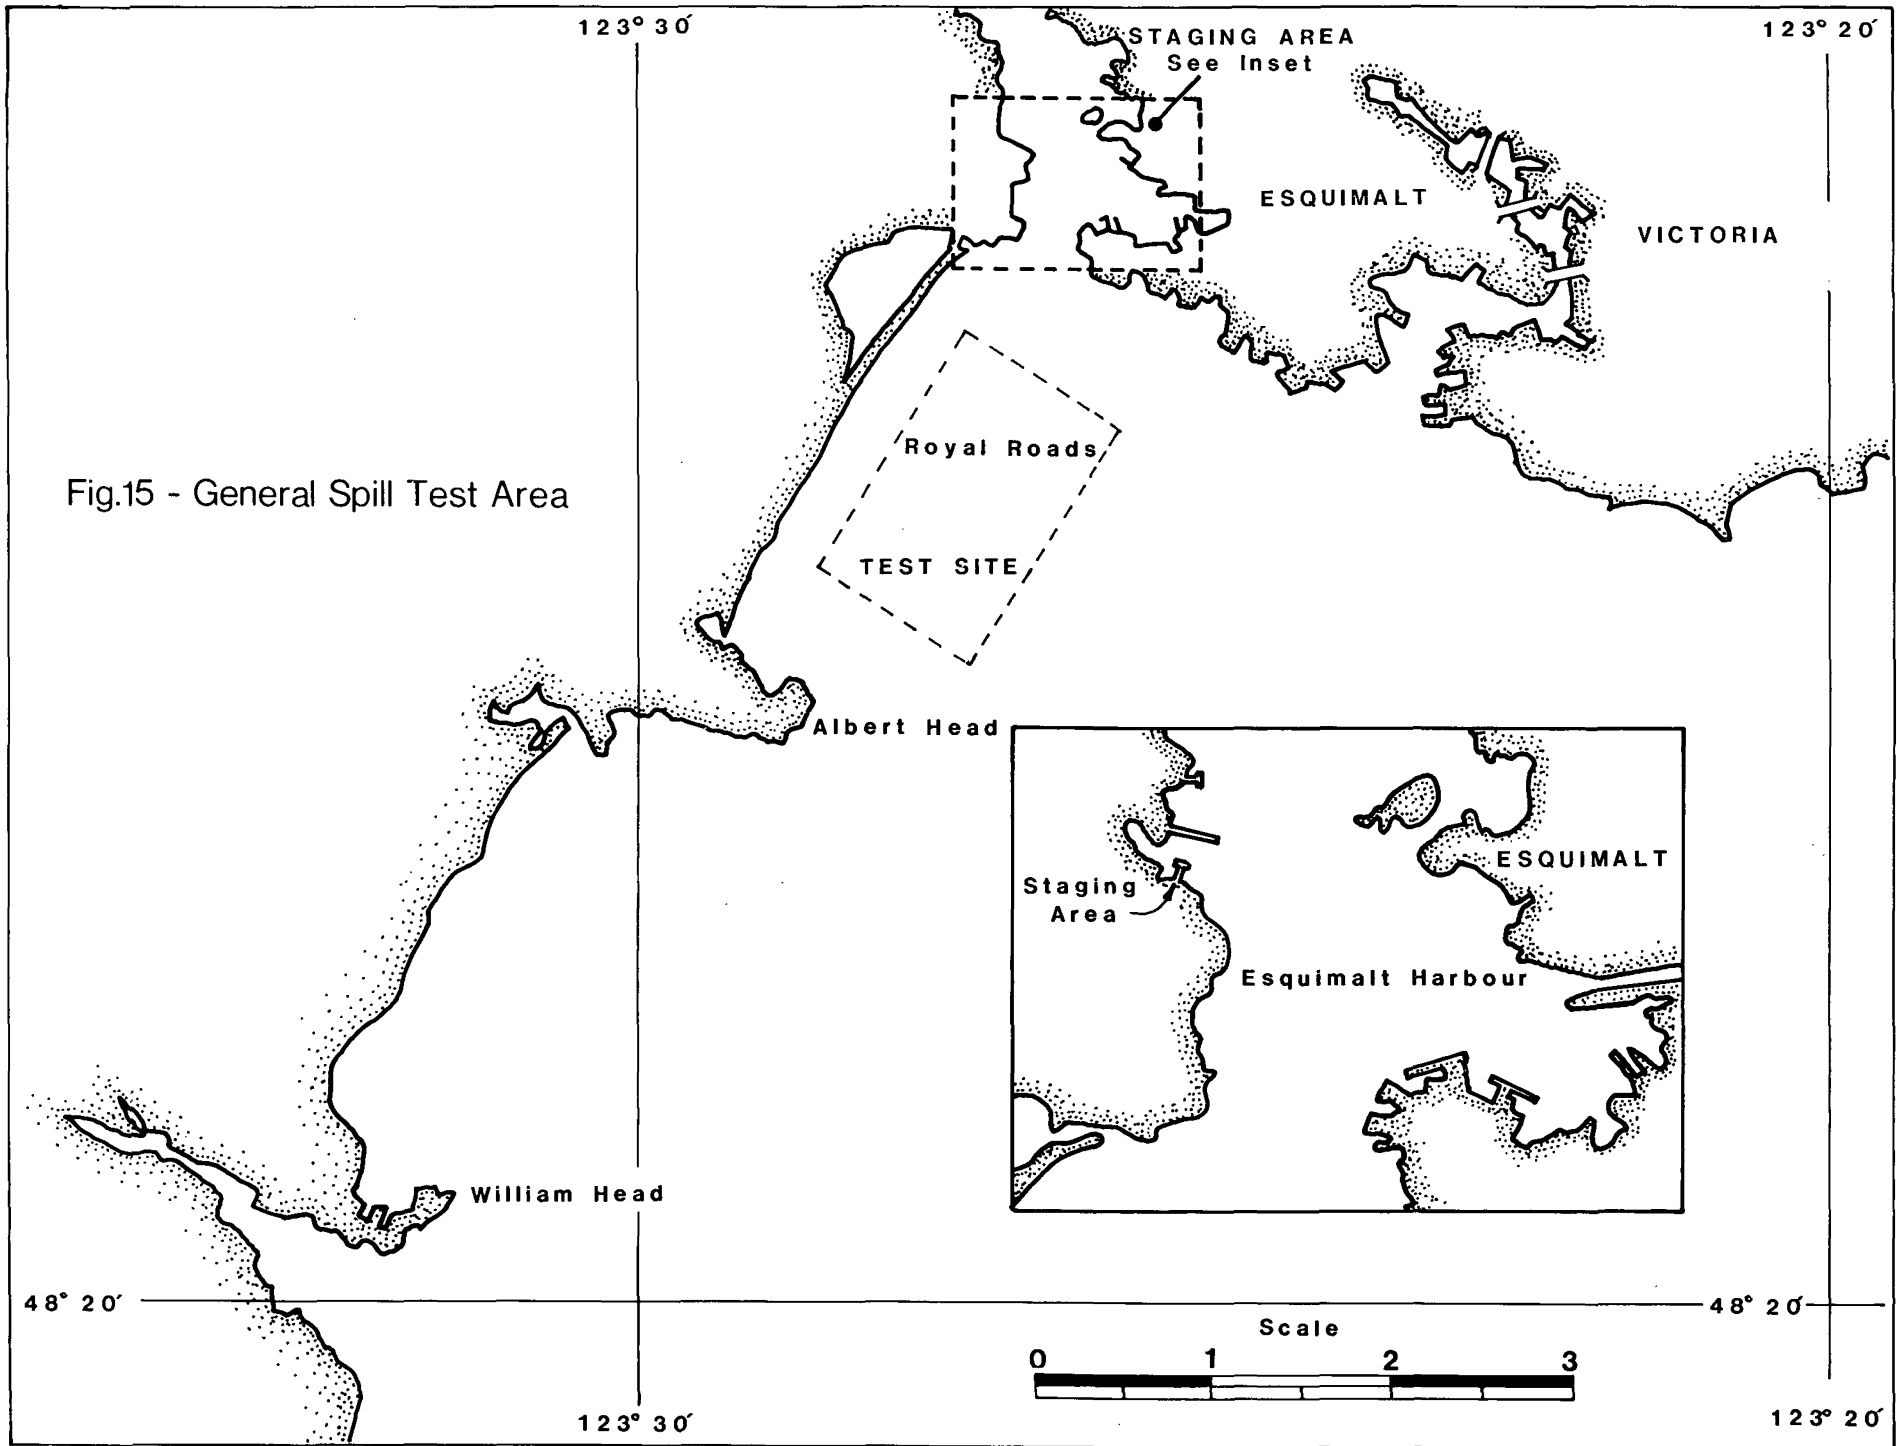 123° 30′
123° 20′
STAGING AREA
See Inset
ESQUIMALT
VICTORIA
Royal Roads
Fig.15 - General Spill Test Area
TEST SITE
Albert Head
ESQUIMALT
Staging
Area
Esquimalt Harbour
William Head
48° 20′
48° 20′
Scale
0 1 2 3
123° 30′
123° 20′